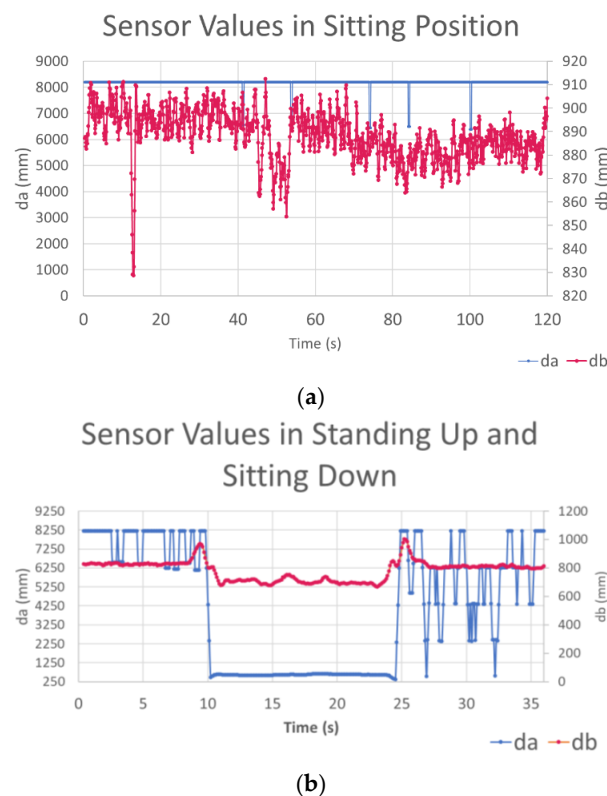 Sensor Values in Sitting Position
9000
8000
7000
6000
5000
4000
3000
2000
1000
0
da (mm)
920
910
900
890
880
870
860
850
840
830
820
db (mm)
0 20 40 60 80 100 120
Time (s)
da db
(a)
Sensor Values in Standing Up and
Sitting Down
9250
8250
7250
6250
5250
4250
3250
2250
1250
250
da (mm)
1200
1000
800
600
400
200
0
db (mm)
0 5 10 15 20 25 30 35
Time (s)
da db
(b)